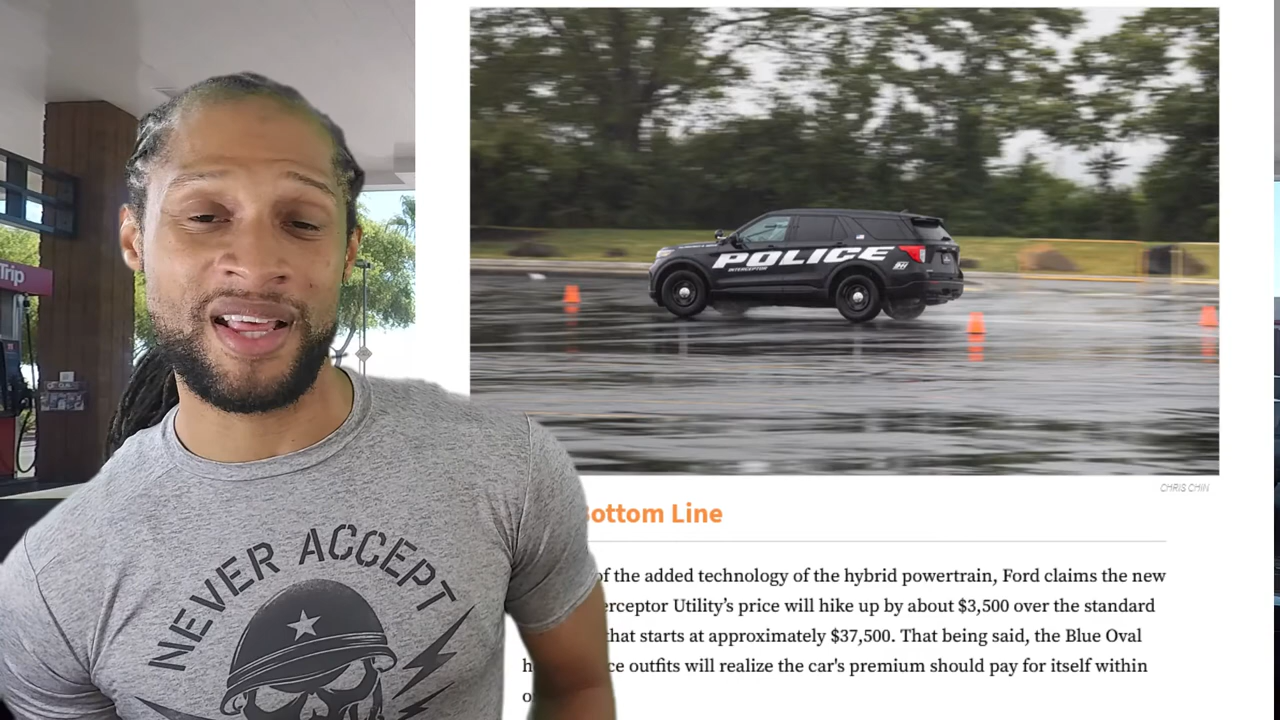 Trip
POLICE
INTERCEPTOR
CHRIS CHIN
ottom Line
of the added technology of the hybrid powertrain, Ford claims the new
erceptor Utility's price will hike up by about $3,500 over the standard
that starts at approximately $37,500. That being said, the Blue Oval
h ce outfits will realize the car's premium should pay for itself within
o
NEVER ACCEPT